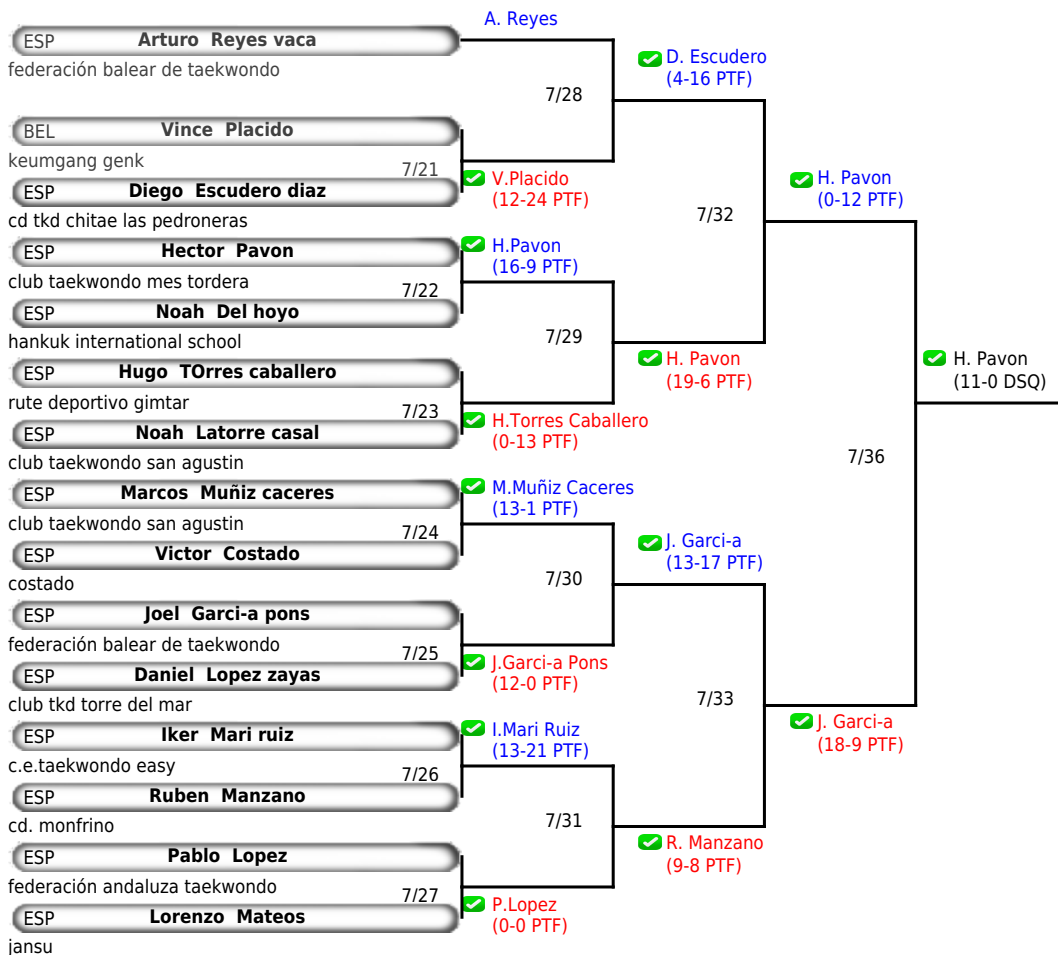 A. Reyes
ESP Arturo Reyes vaca
federación balear de taekwondo
D. Escudero
(4-16 PTF)
7/28
BEL Vince Placido
keumgang genk
7/21
V.Placido
(12-24 PTF)
ESP Diego Escudero diaz
cd tkd chitae las pedroneras
H. Pavon
(0-12 PTF)
7/32
ESP Hector Pavon
club taekwondo mes tordera
H.Pavon
(16-9 PTF)
7/22
ESP Noah Del hoyo
hankuk international school
7/29
H. Pavon
(19-6 PTF)
H. Pavon
(11-0 DSQ)
ESP Hugo TOrres caballero
rute deportivo gimtar
7/23
H.Torres Caballero
(0-13 PTF)
ESP Noah Latorre casal
club taekwondo san agustin
7/36
ESP Marcos Muñiz caceres
club taekwondo san agustin
M.Muñiz Caceres
(13-1 PTF)
7/24
ESP Victor Costado
costado
J. Garci-a
(13-17 PTF)
7/30
ESP Joel Garci-a pons
federación balear de taekwondo
7/25
J.Garci-a Pons
(12-0 PTF)
ESP Daniel Lopez zayas
club tkd torre del mar
7/33
J. Garci-a
(18-9 PTF)
ESP Iker Mari ruiz
c.e.taekwondo easy
I.Mari Ruiz
(13-21 PTF)
7/26
ESP Ruben Manzano
cd. monfrino
7/31
R. Manzano
(9-8 PTF)
ESP Pablo Lopez
federación andaluza taekwondo
7/27
P.Lopez
(0-0 PTF)
ESP Lorenzo Mateos
jansu